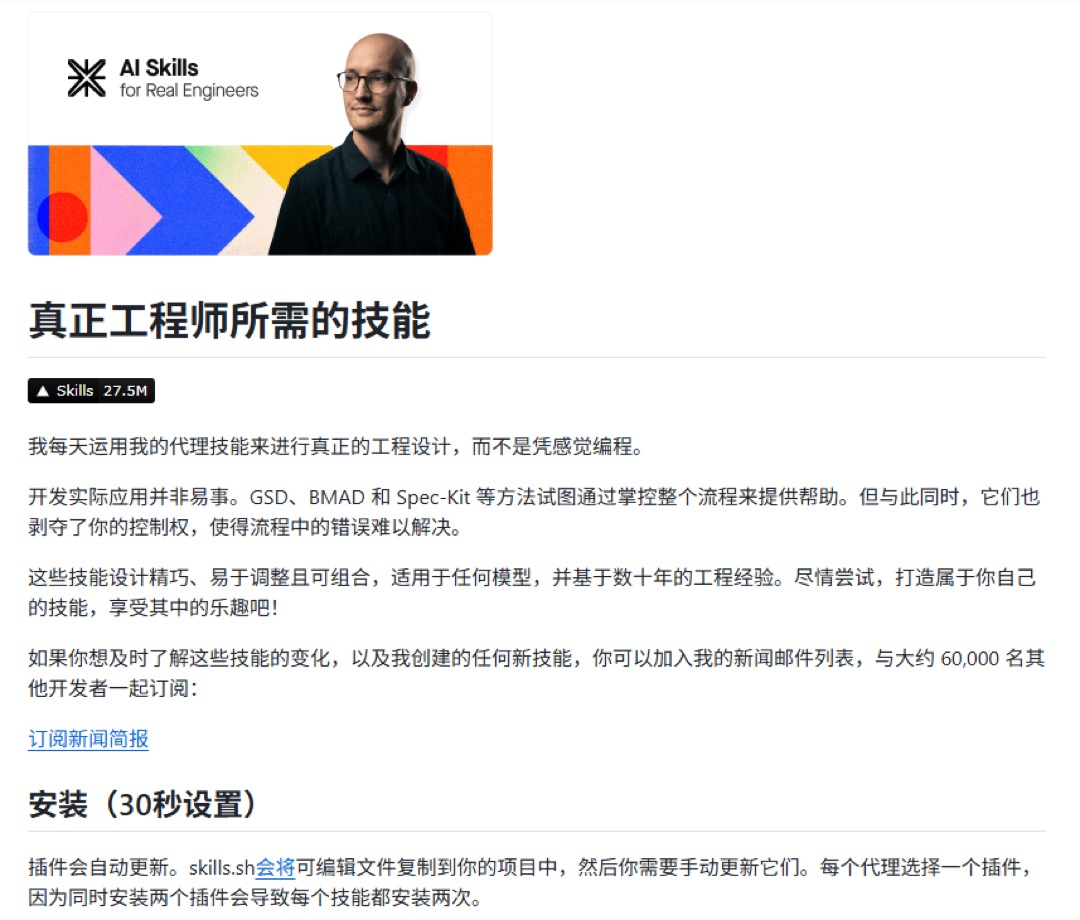 AI Skills
for Real Engineers
真正工程师所需的技能
Skills 27.5M
我每天运用我的代理技能来进行真正的工程设计，而不是凭感觉编程。
开发实际应用并非易事。GSD、BMAD 和 Spec-Kit 等方法试图通过掌控整个流程来提供帮助。但与此同时，它们也
剥夺了你的控制权，使得流程中的错误难以解决。
这些技能设计精巧、易于调整且可组合，适用于任何模型，并基于数十年的工程经验。尽情尝试，打造属于你自己
的技能，享受其中的乐趣吧！
如果你想及时了解这些技能的变化，以及我创建的任何新技能，你可以加入我的新闻邮件列表，与大约 60,000 名其
他开发者一起订阅：
订阅新闻简报
安装（30秒设置）
插件会自动更新。skills.sh会将可编辑文件复制到你的项目中，然后你需要手动更新它们。每个代理选择一个插件，
因为同时安装两个插件会导致每个技能都安装两次。